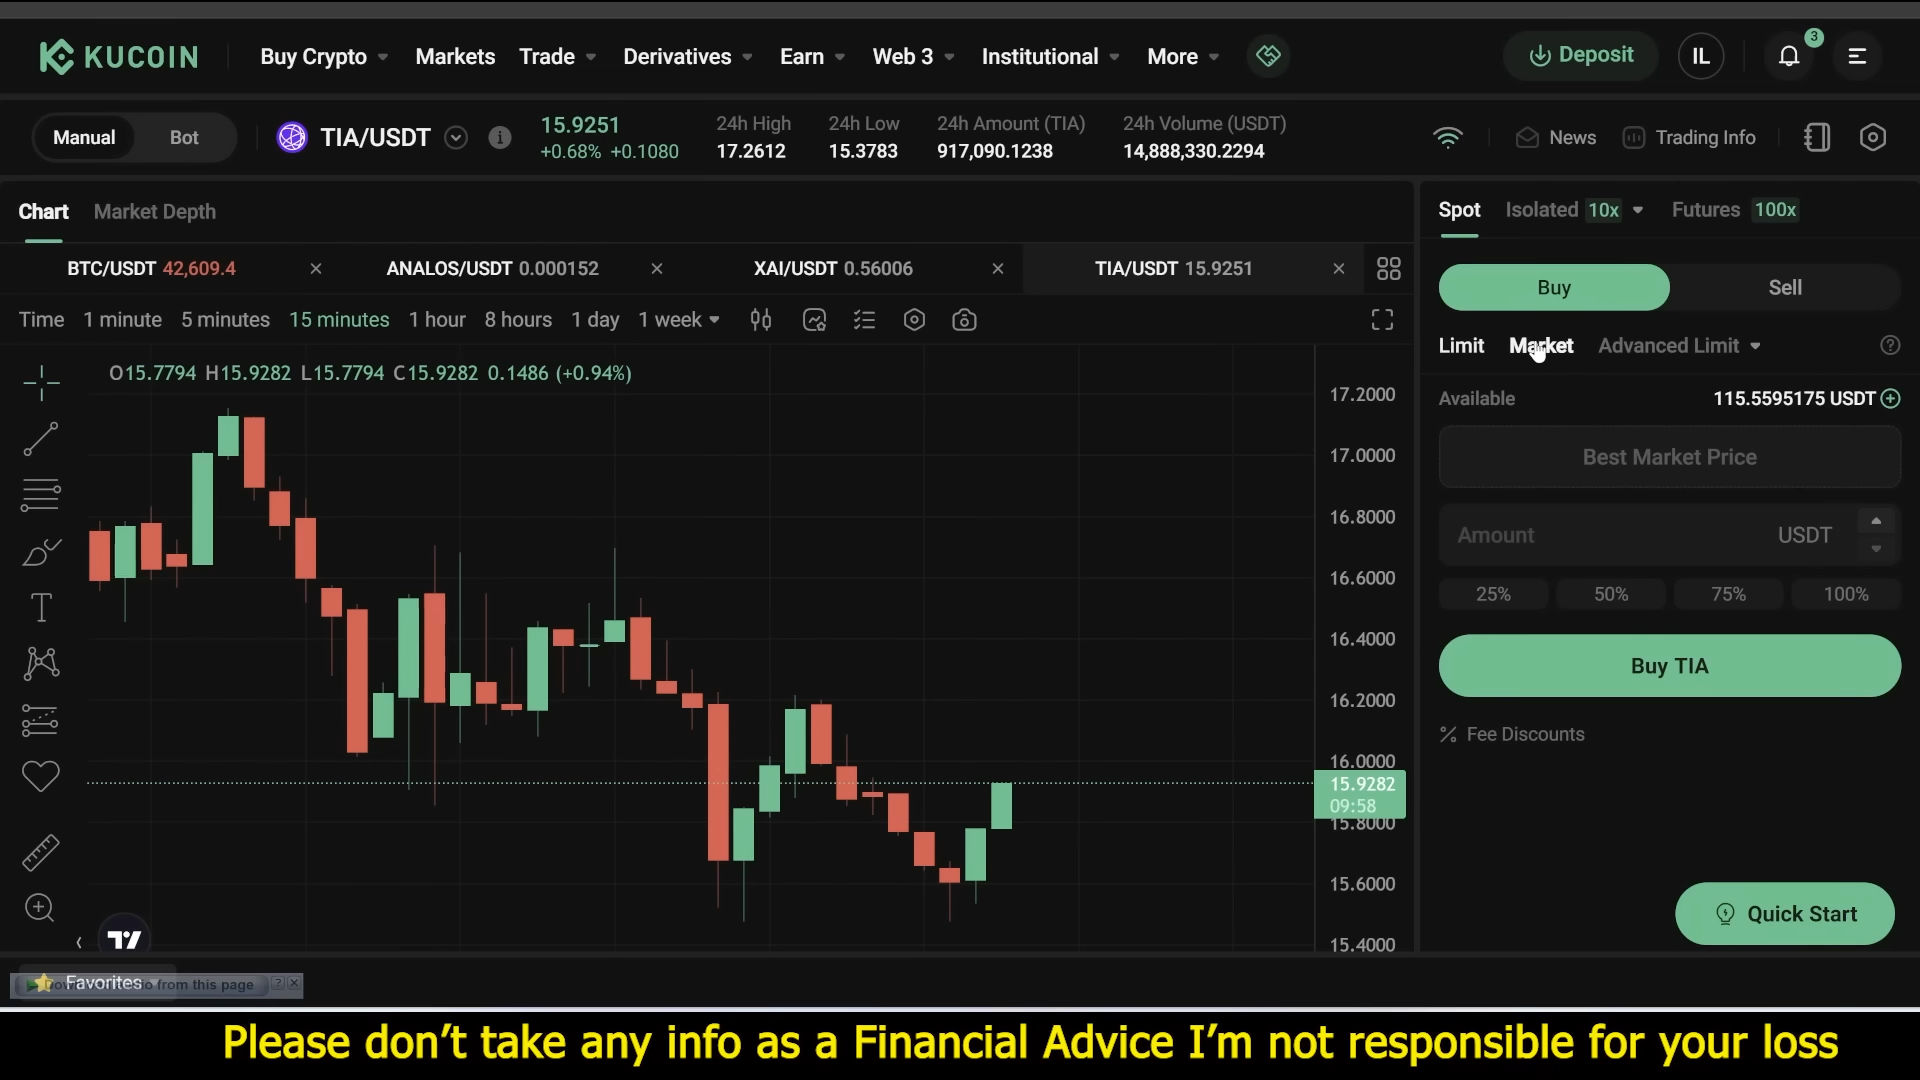 KUCOIN Buy Crypto Markets Trade Derivatives Earn Web 3 Institutional More Deposit IL 3
Manual Bot TIA/USDT 15.9251 24h High 24h Low 24h Amount (TIA) 24h Volume (USDT) News Trading Info
+0.68% +0.1080 17.2612 15.3783 917,090.1238 14,888,330.2294
Chart Market Depth
BTC/USDT 42,609.4 ANALOS/USDT 0.000152 XAI/USDT 0.56006 TIA/USDT 15.9251
Time 1 minute 5 minutes 15 minutes 1 hour 8 hours 1 day 1 week
O15.7794 H15.9282 L15.7794 C15.9282 0.1486 (+0.94%)
17.2000
17.0000
16.8000
16.6000
16.4000
16.2000
16.0000
15.9282
09:58
15.8000
15.6000
15.4000
Spot Isolated 10x Futures 100x
Buy Sell
Limit Market Advanced Limit
Available 115.5595175 USDT
Best Market Price
Amount USDT
25% 50% 75% 100%
Buy TIA
Fee Discounts
Quick Start
Favorites from this page
Please don't take any info as a Financial Advice I'm not responsible for your loss